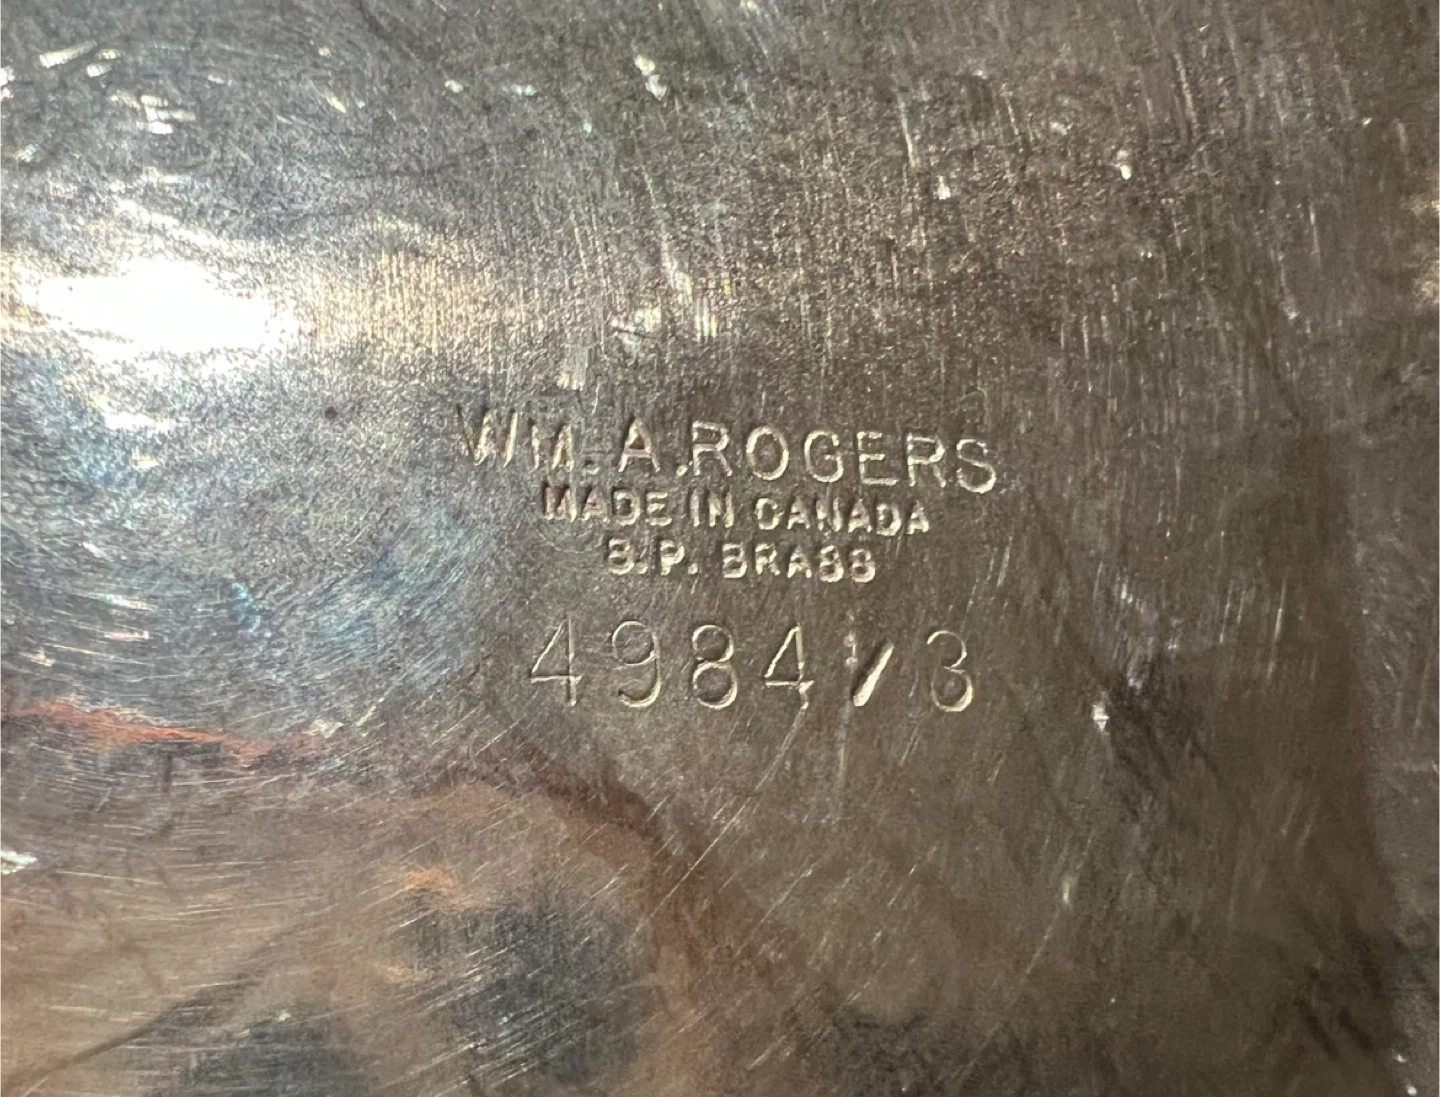 WM. A. ROGERS
MADE IN CANADA
S.P. BRASS
4984/3